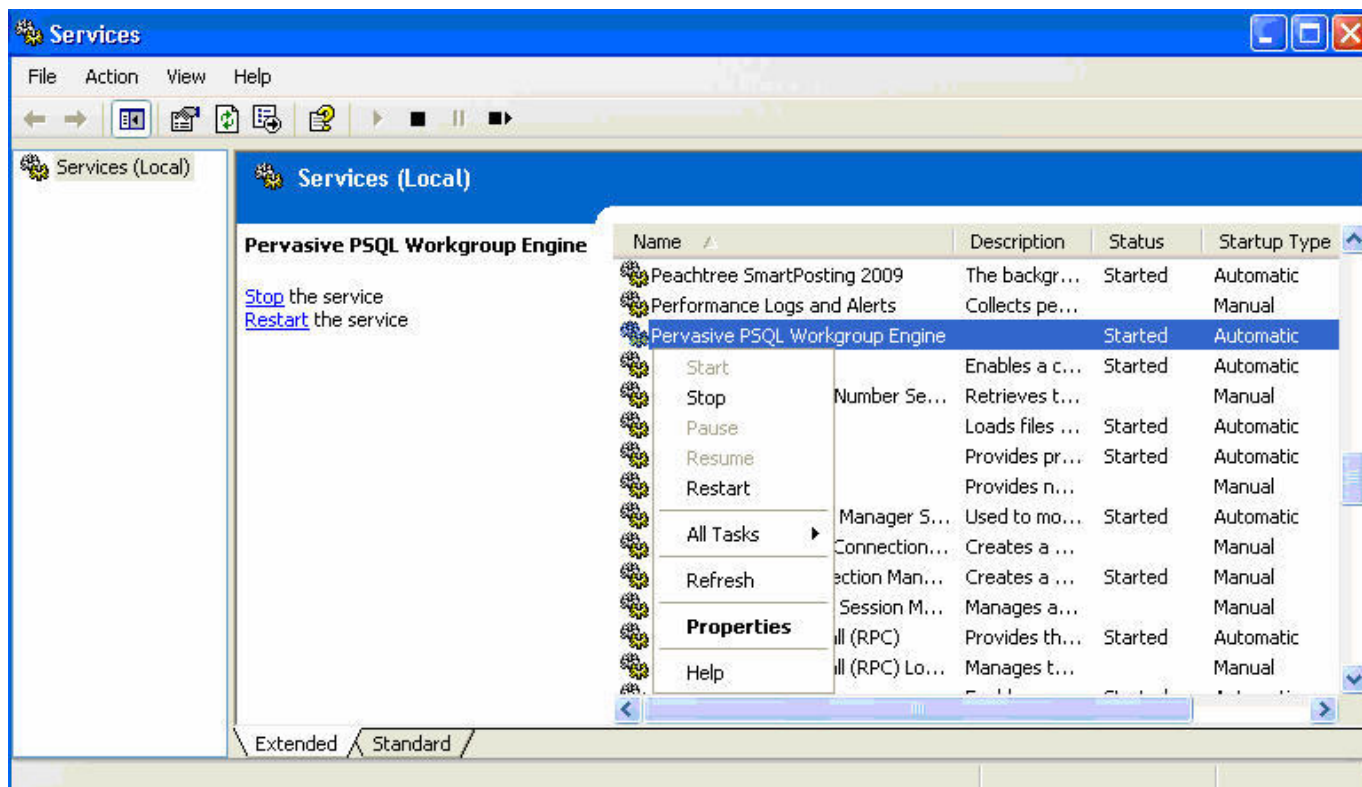 Services
File Action View Help
Services (Local)
Services (Local)
Pervasive PSQL Workgroup Engine
Stop the service
Restart the service
Name Description Status Startup Type
Peachtree SmartPosting 2009 The backgr... Started Automatic
Performance Logs and Alerts Collects pe... Manual
Pervasive PSQL Workgroup Engine Started Automatic
Start Enables a c... Started Automatic
Stop Number Se... Retrieves t... Manual
Pause Loads files ... Started Automatic
Resume Provides pr... Started Automatic
Restart Provides n... Manual
Manager S... Used to mo... Started Automatic
All Tasks Connection... Creates a ... Manual
Refresh ection Man... Creates a ... Started Manual
Session M... Manages a... Manual
Properties ll (RPC) Provides th... Started Automatic
Help ll (RPC) Lo... Manages t... Manual
Extended Standard